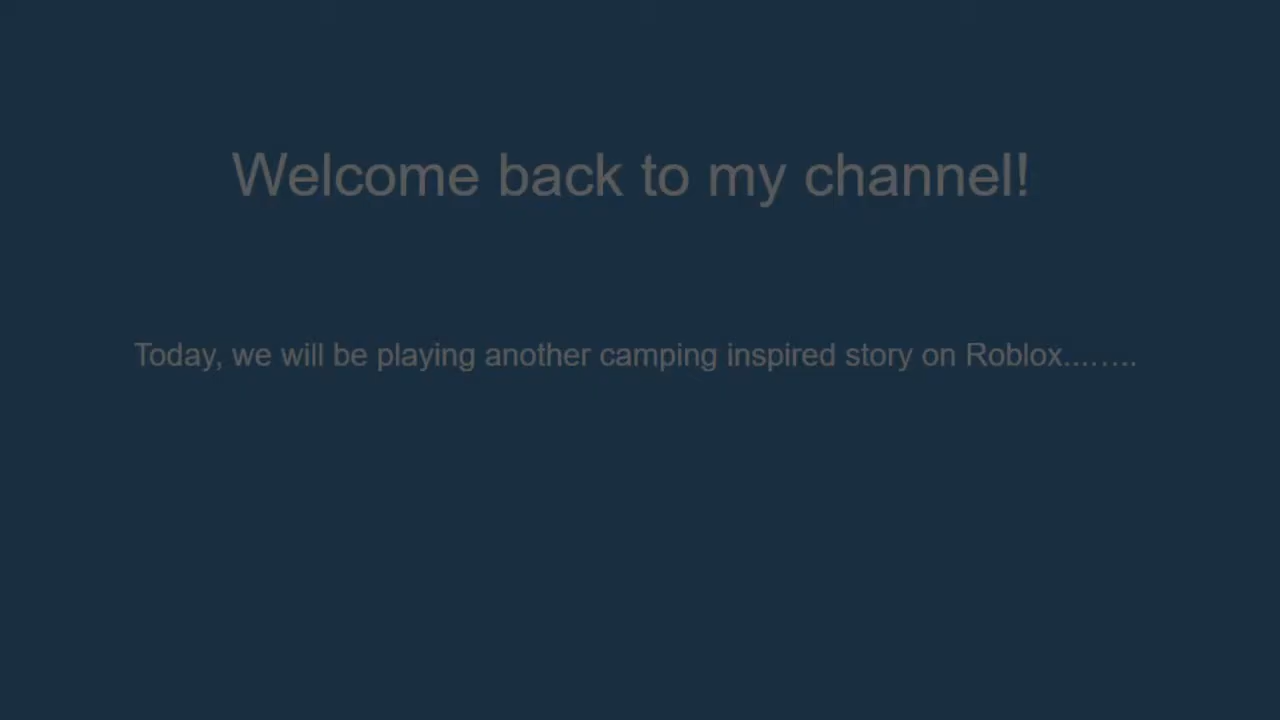 Welcome back to my channel!
Today, we will be playing another camping inspired story on Roblox........